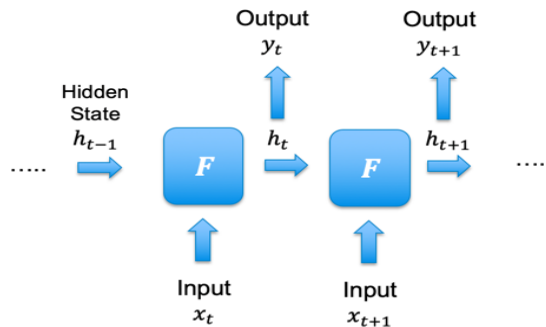 Output
y_t
Output
y_{t+1}
Hidden
State
h_{t-1}
h_t
h_{t+1}
.....
F
F
....
Input
x_t
Input
x_{t+1}